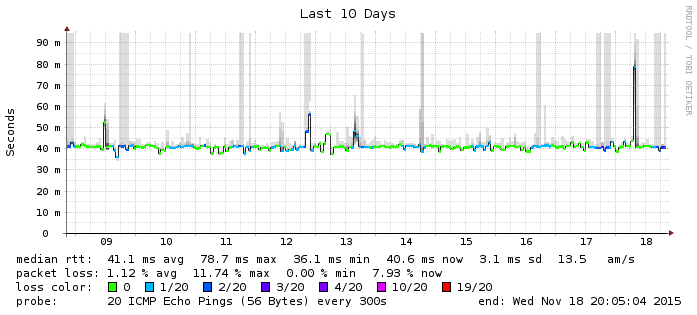 Last 10 Days
RRDTOOL / TOBI OETIKER
Seconds
90 m
80 m
70 m
60 m
50 m
40 m
30 m
20 m
10 m
0
09 10 11 12 13 14 15 16 17 18
median rtt: 41.1 ms avg 78.7 ms max 36.1 ms min 40.6 ms now 3.1 ms sd 13.5 am/s
packet loss: 1.12 % avg 11.74 % max 0.00 % min 7.93 % now
loss color: 0 1/20 2/20 3/20 4/20 10/20 19/20
probe: 20 ICMP Echo Pings (56 Bytes) every 300s end: Wed Nov 18 20:05:04 2015